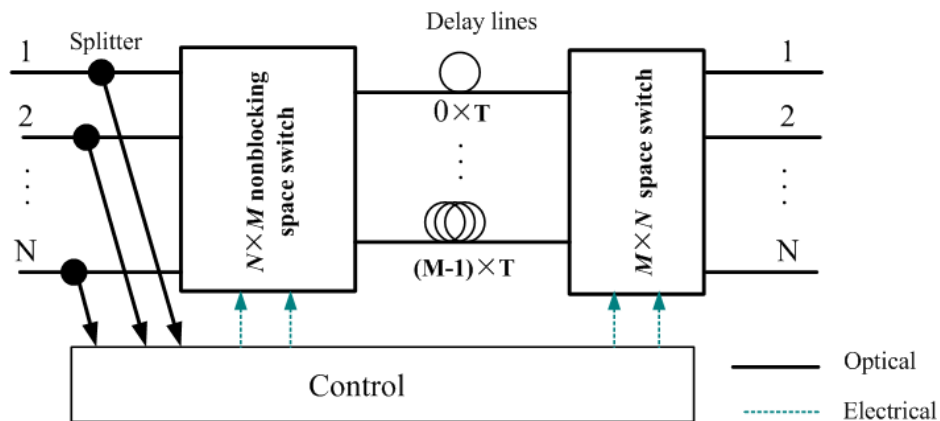 Splitter
Delay lines
1
2
⋮
N
N×M nonblocking
space switch
0×T
⋮
(M-1)×T
M×N space switch
1
2
⋮
N
Control
Optical
Electrical